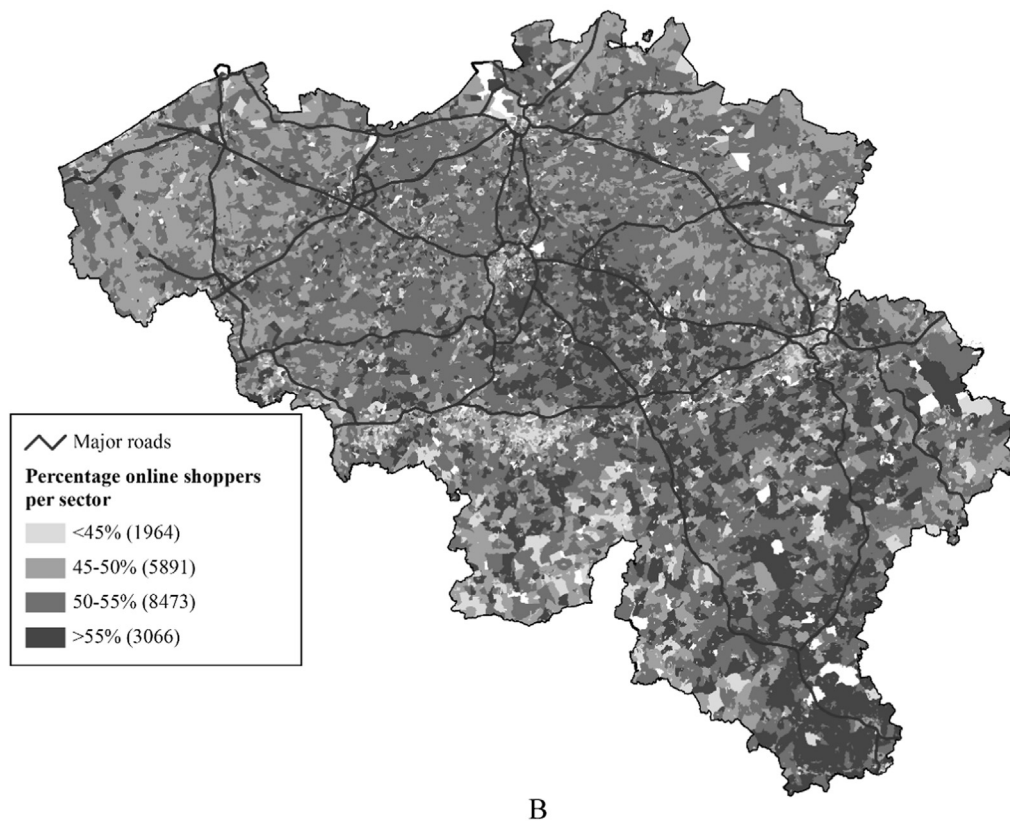 Major roads
Percentage online shoppers
per sector
<45% (1964)
45-50% (5891)
50-55% (8473)
>55% (3066)
B